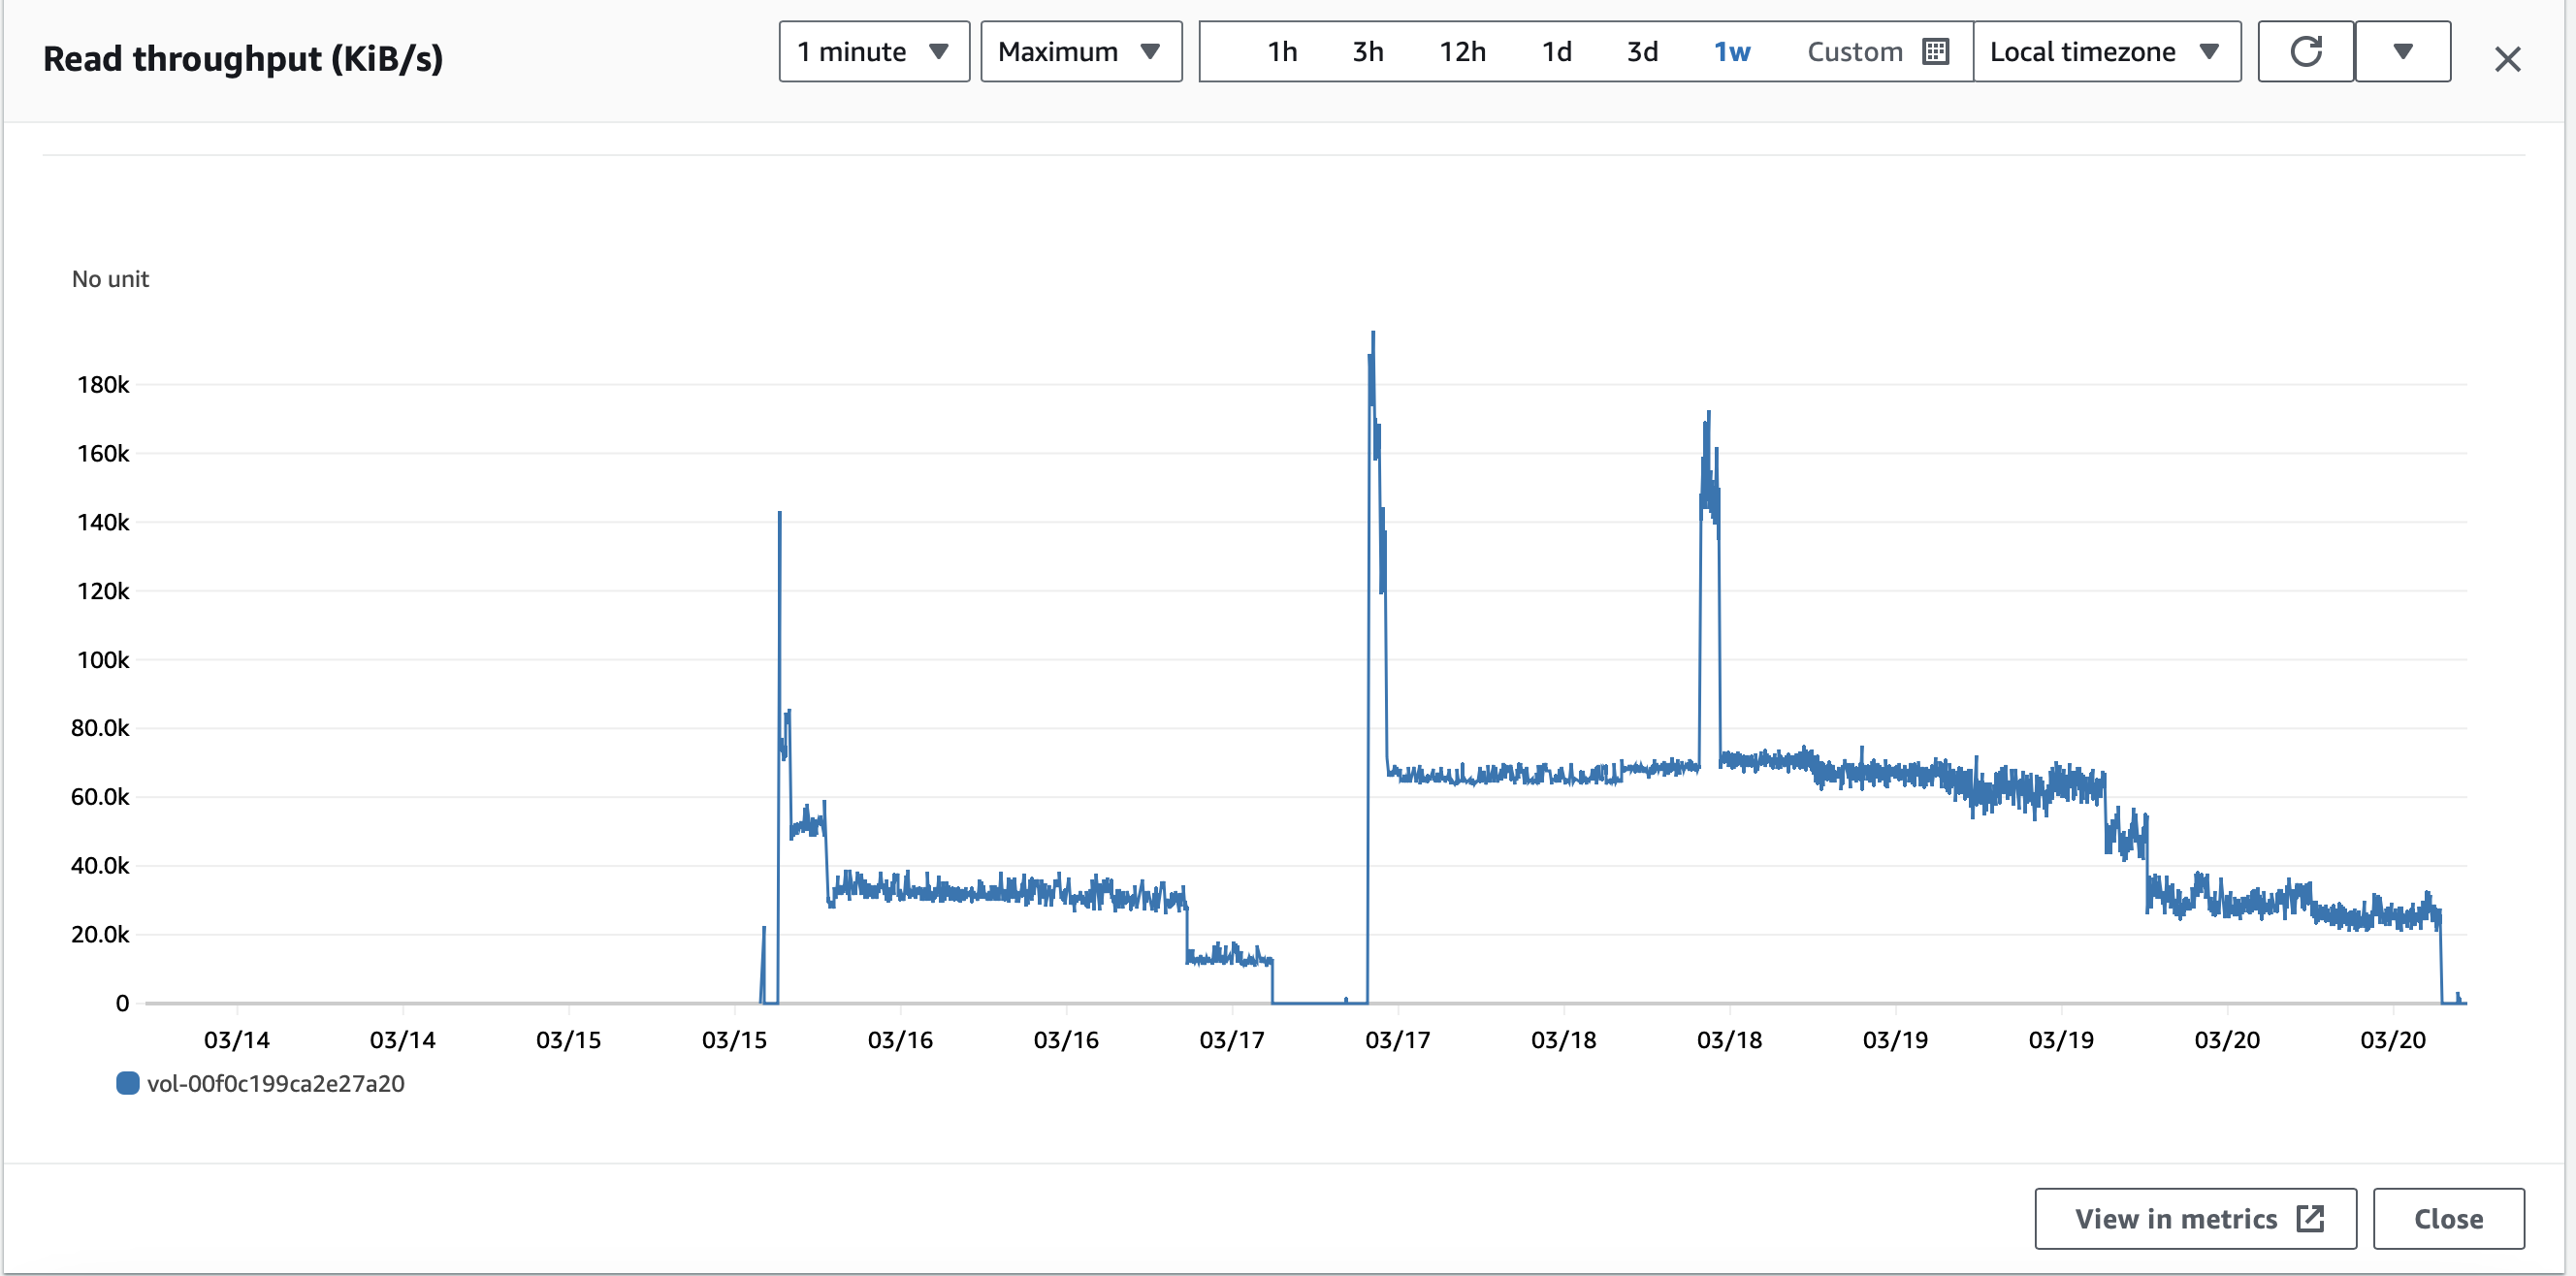 Read throughput (KiB/s)
1 minute
Maximum
1h 3h 12h 1d 3d 1w Custom
Local timezone
No unit
180k
160k
140k
120k
100k
80.0k
60.0k
40.0k
20.0k
0
03/14 03/14 03/15 03/15 03/16 03/16 03/17 03/17 03/18 03/18 03/19 03/19 03/20 03/20
vol-00f0c199ca2e27a20
View in metrics
Close